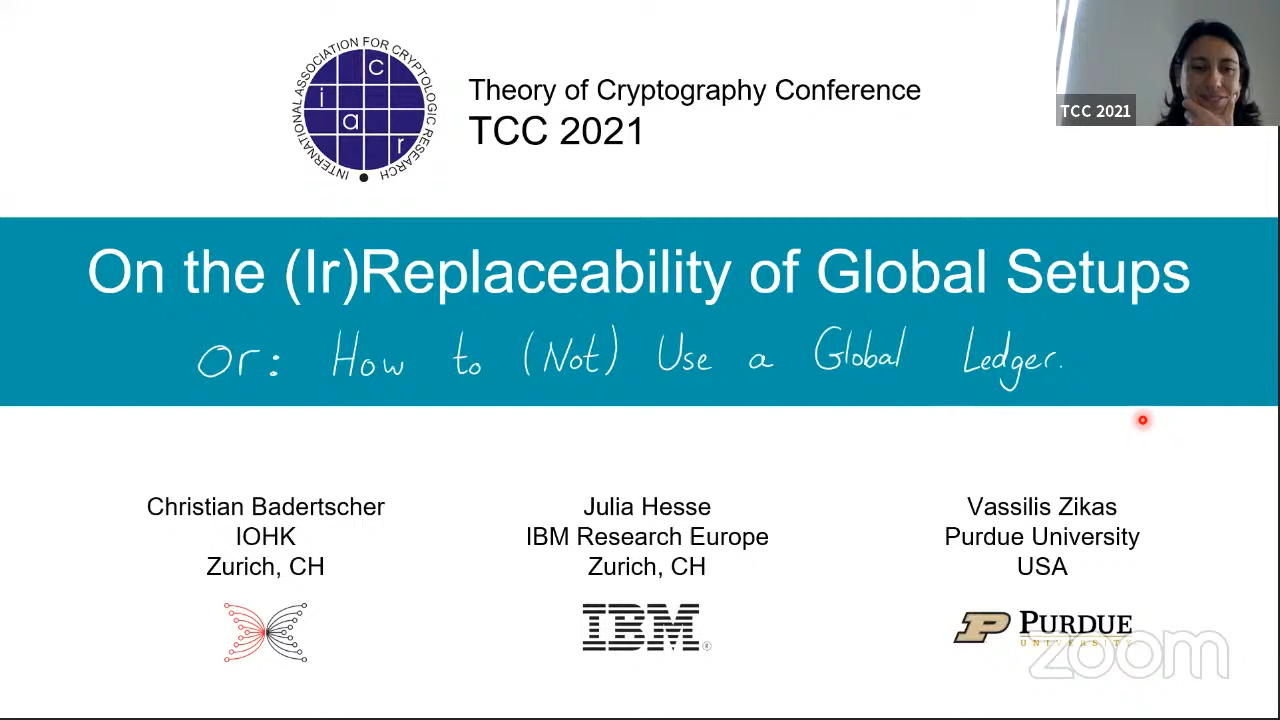 INTERNATIONAL ASSOCIATION FOR CRYPTOLOGIC RESEARCH
i a c r
Theory of Cryptography Conference
TCC 2021
TCC 2021
On the (Ir)Replaceability of Global Setups
Or: How to (Not) Use a Global Ledger.
Christian Badertscher
IOHK
Zurich, CH
Julia Hesse
IBM Research Europe
Zurich, CH
IBM®
Vassilis Zikas
Purdue University
USA
P PURDUE
UNIVERSITY
zoom